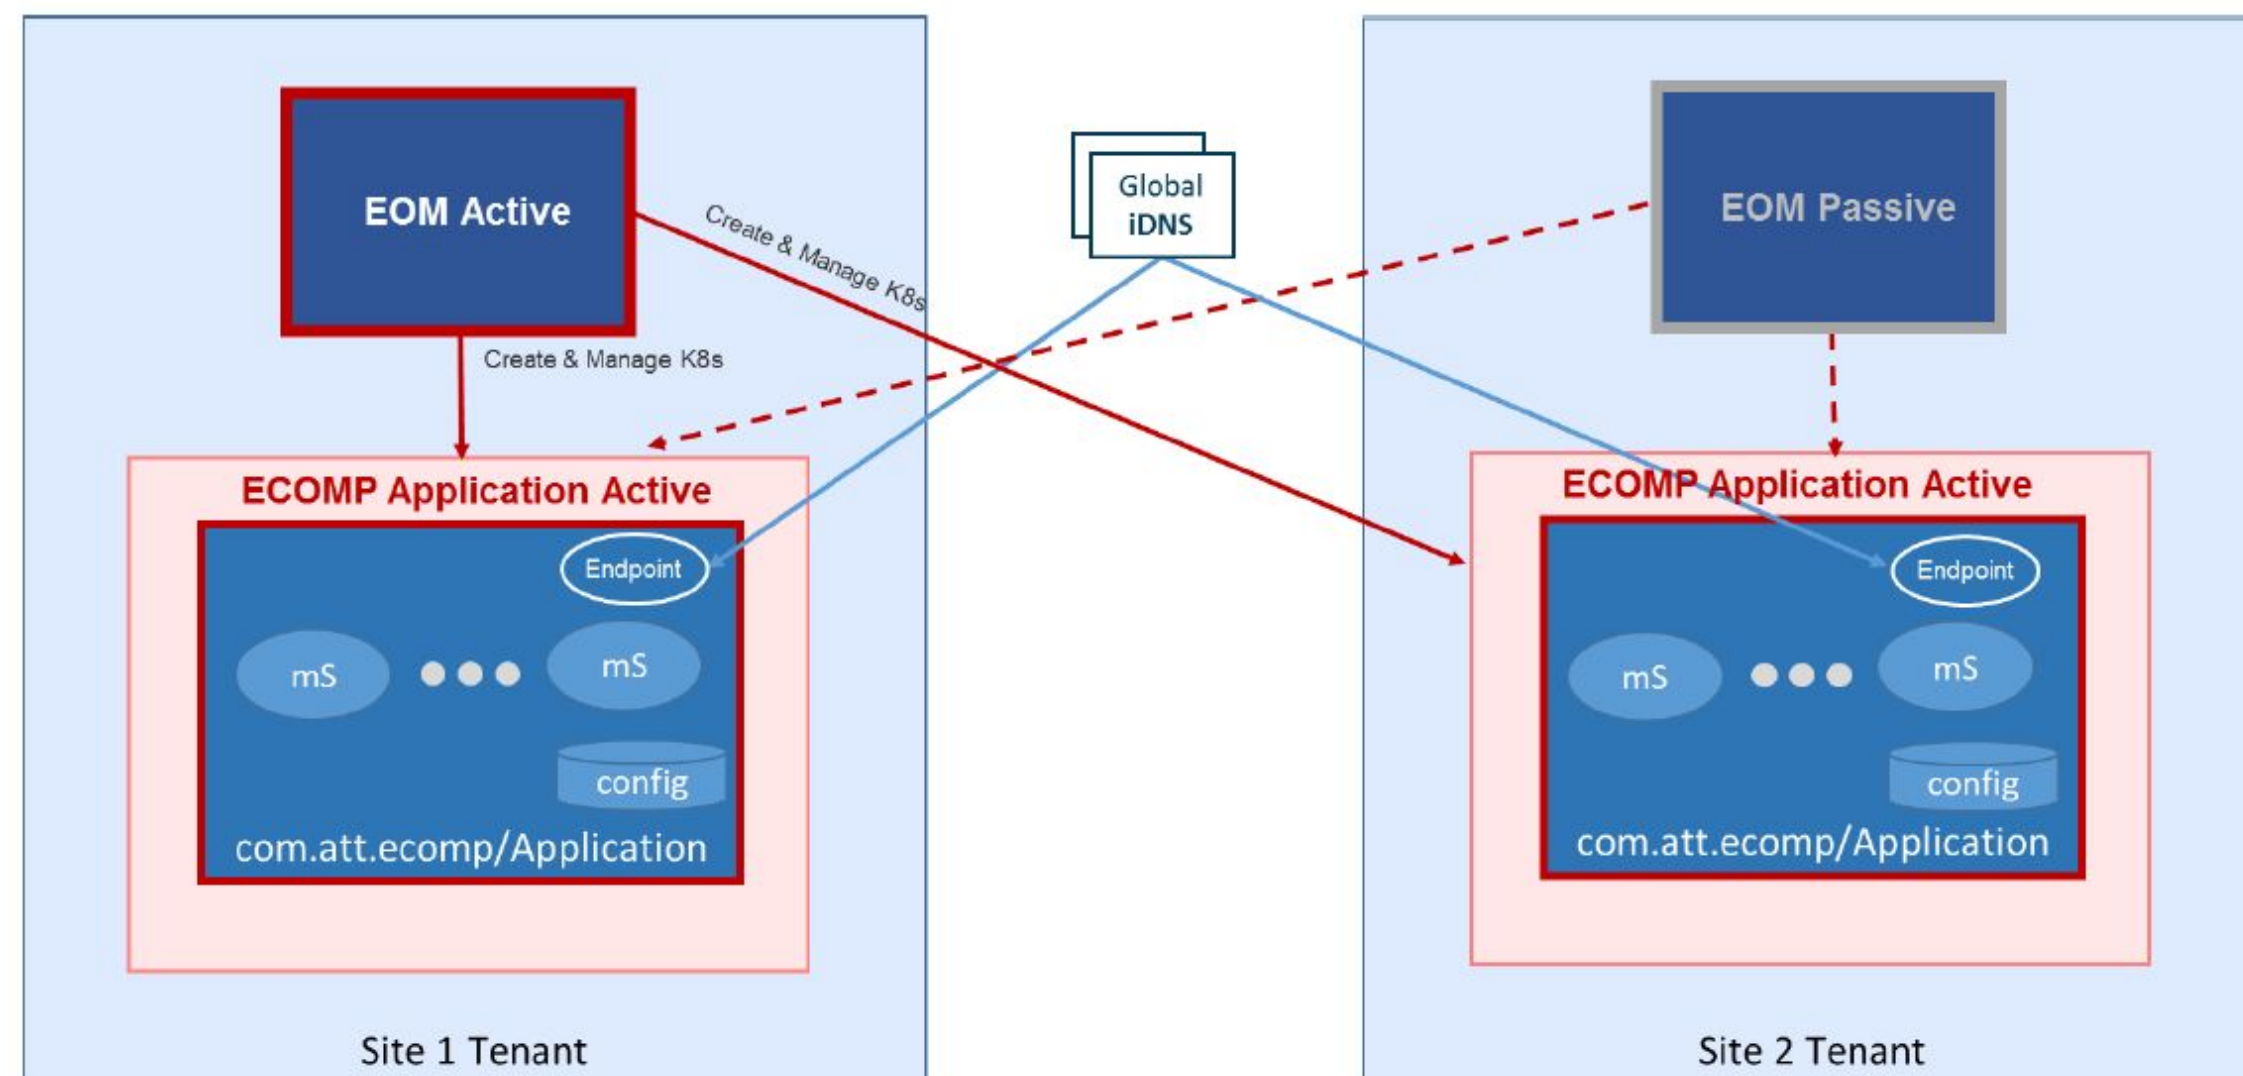 EOM Active
Create & Manage K8s
Create & Manage K8s
Global
iDNS
EOM Passive
ECOMP Application Active
Endpoint
mS
mS
config
com.att.ecomp/Application
Site 1 Tenant
ECOMP Application Active
Endpoint
mS
mS
config
com.att.ecomp/Application
Site 2 Tenant